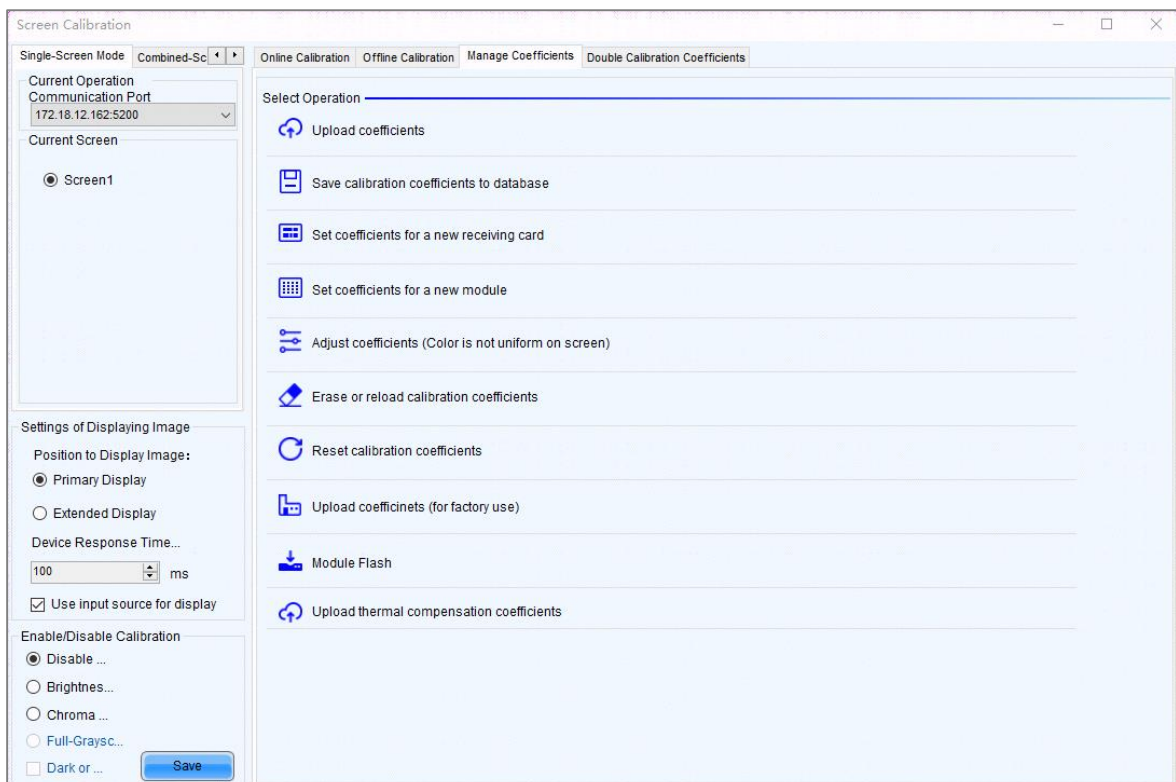 Screen Calibration
Single-Screen Mode
Combined-Sc
Online Calibration
Offline Calibration
Manage Coefficients
Double Calibration Coefficients
Current Operation
Communication Port
172.18.12.162:5200
Current Screen
Screen1
Settings of Displaying Image
Position to Display Image:
Primary Display
Extended Display
Device Response Time...
100
ms
Use input source for display
Enable/Disable Calibration
Disable ...
Brightnes...
Chroma ...
Full-Graysc...
Dark or ...
Save
Select Operation
Upload coefficients
Save calibration coefficients to database
Set coefficients for a new receiving card
Set coefficients for a new module
Adjust coefficients (Color is not uniform on screen)
Erase or reload calibration coefficients
Reset calibration coefficients
Upload coefficinets (for factory use)
Module Flash
Upload thermal compensation coefficients